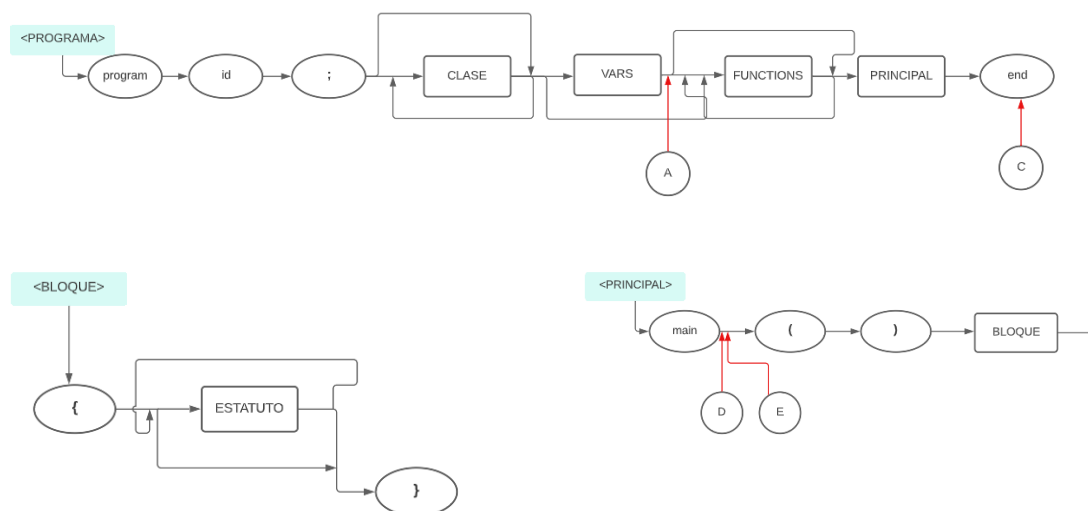 <PROGRAMA>
program id ; CLASE VARS FUNCTIONS PRINCIPAL end
A C
<BLOQUE>
{ ESTATUTO }
<PRINCIPAL>
main ( ) BLOQUE
D E